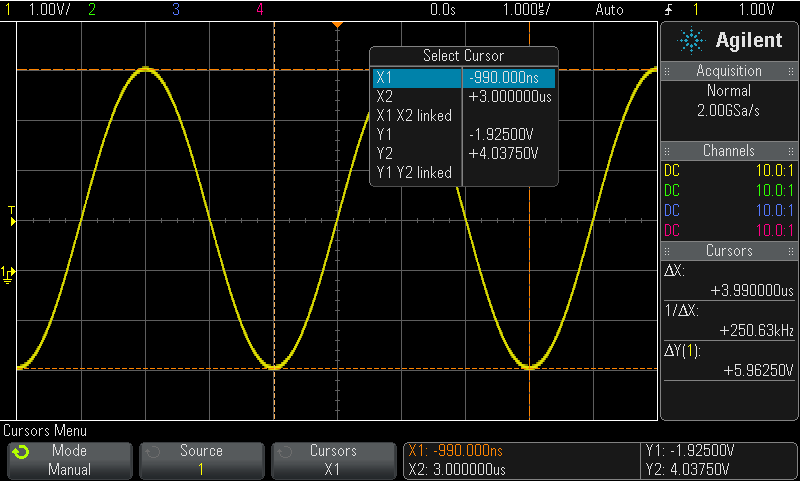 1 1.00V/ 2 3 4 0.0s 1.000us/ Auto 1 1.00V
Agilent
Select Cursor
X1 -990.000ns
X2 +3.000000us
X1 X2 linked
Y1 -1.92500V
Y2 +4.03750V
Y1 Y2 linked
T
1
Acquisition
Normal
2.00GSa/s
Channels
DC 10.0:1
DC 10.0:1
DC 10.0:1
DC 10.0:1
Cursors
ΔX:
+3.990000us
1/ΔX:
+250.63kHz
ΔY(1):
+5.96250V
Cursors Menu
Mode
Manual
Source
1
Cursors
X1
X1: -990.000ns
X2: 3.000000us
Y1: -1.92500V
Y2: 4.03750V